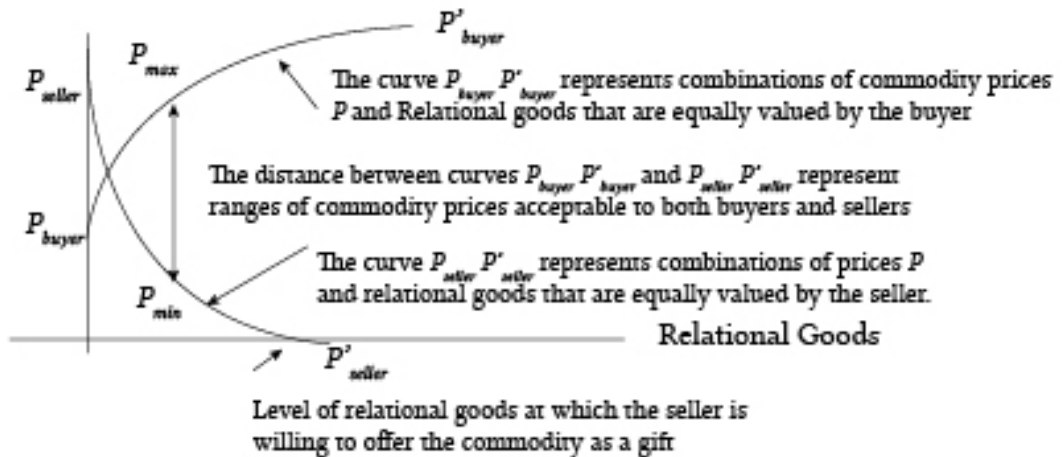 P'buyer
Pmax
Pseller
The curve Pbuyer P'buyer represents combinations of commodity prices
P and Relational goods that are equally valued by the buyer
The distance between curves Pbuyer P'buyer and Pseller P'seller represent
ranges of commodity prices acceptable to both buyers and sellers
Pbuyer
The curve Pseller P'seller represents combinations of prices P
and relational goods that are equally valued by the seller.
Pmin
Relational Goods
P'seller
Level of relational goods at which the seller is
willing to offer the commodity as a gift